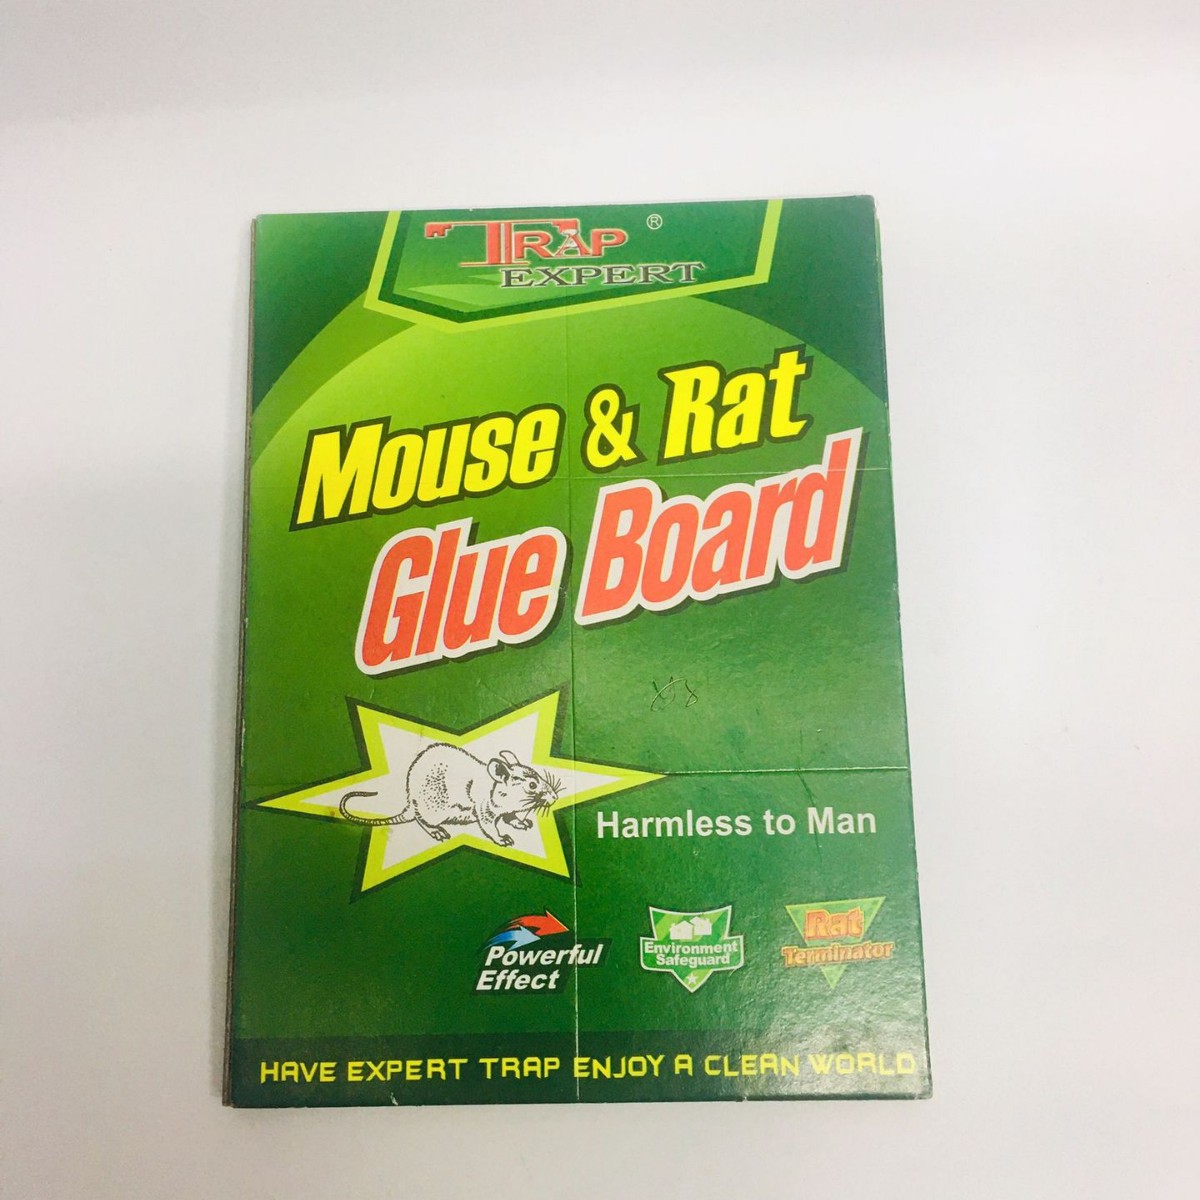 TRAP ®
EXPERT
Mouse & Rat
Glue Board
Harmless to Man
Powerful
Effect
Environment
Safeguard
Rat
Terminator
HAVE EXPERT TRAP ENJOY A CLEAN WORLD